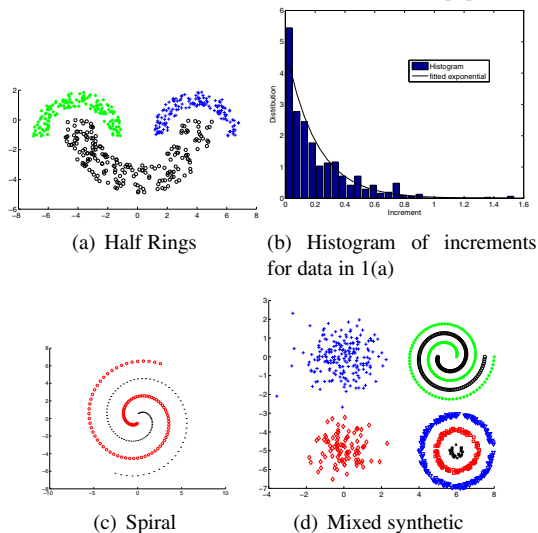 2
0
−2
−4
−6
−8 −6 −4 −2 0 2 4 6 8
(a) Half Rings
6
5
4
3
2
1
0
Distribution
Histogram
fitted exponential
0 0.2 0.4 0.6 0.8 1 1.2 1.4 1.6
Increment
(b) Histogram of increments
for data in 1(a)
8
6
4
2
0
−2
−4
−6
−8
−10 −5 0 5 10
(c) Spiral
3
2
1
0
−1
−2
−3
−4
−5
−6
−7
−4 −2 0 2 4 6 8
(d) Mixed synthetic